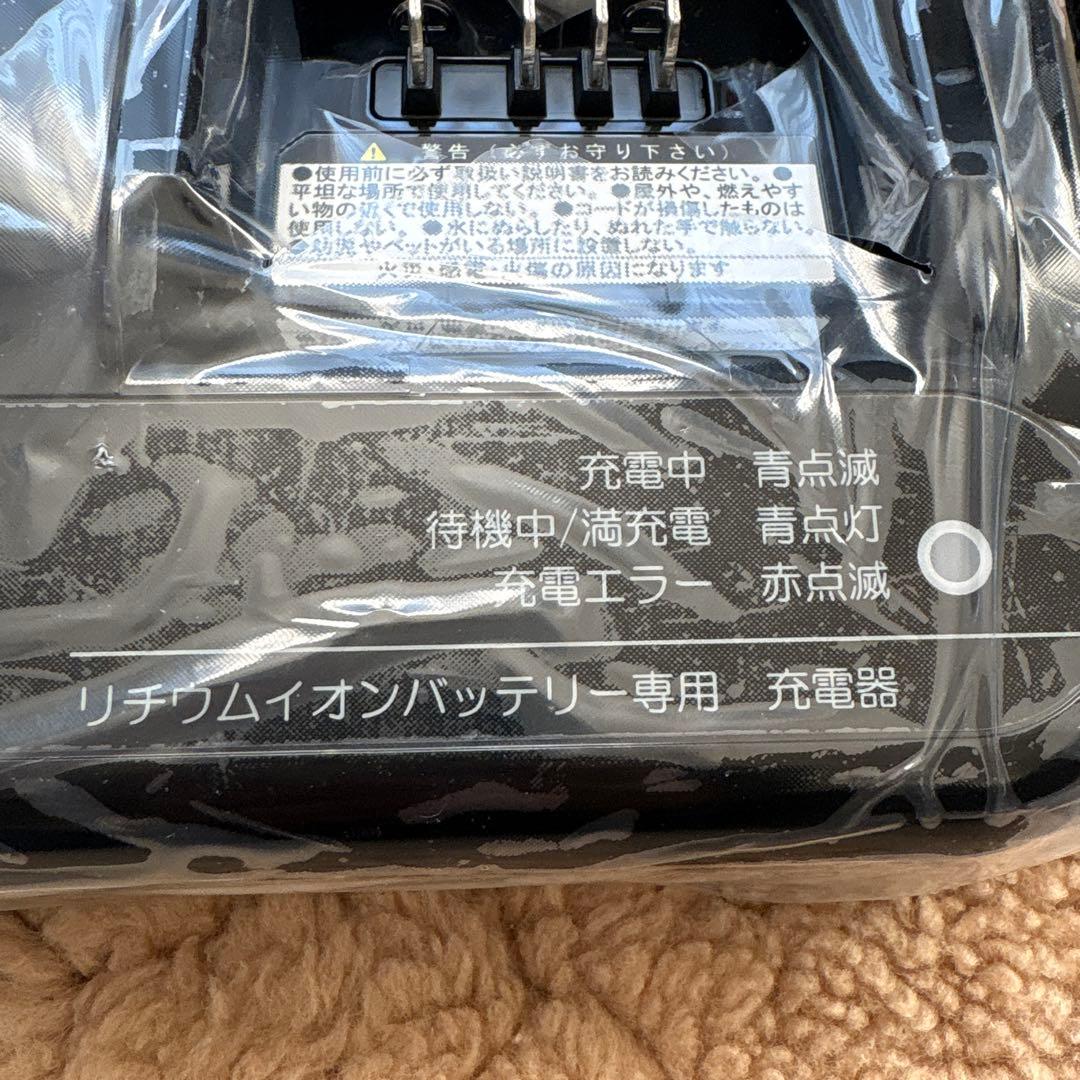 警告（必ずお守り下さい）
●使用前に必ず取扱い説明書をお読みください。●
平坦な場所で使用してください。●屋外や、燃えやす
い物の近くで使用しない。●コードが損傷したものは
使用しない。●水にぬらしたり、ぬれた手で触らない。
●幼児やペットがいる場所に設置しない。
火災・感電・火傷の原因になります
充電中 青点滅
待機中/満充電 青点灯
充電エラー 赤点滅
リチウムイオンバッテリー専用 充電器